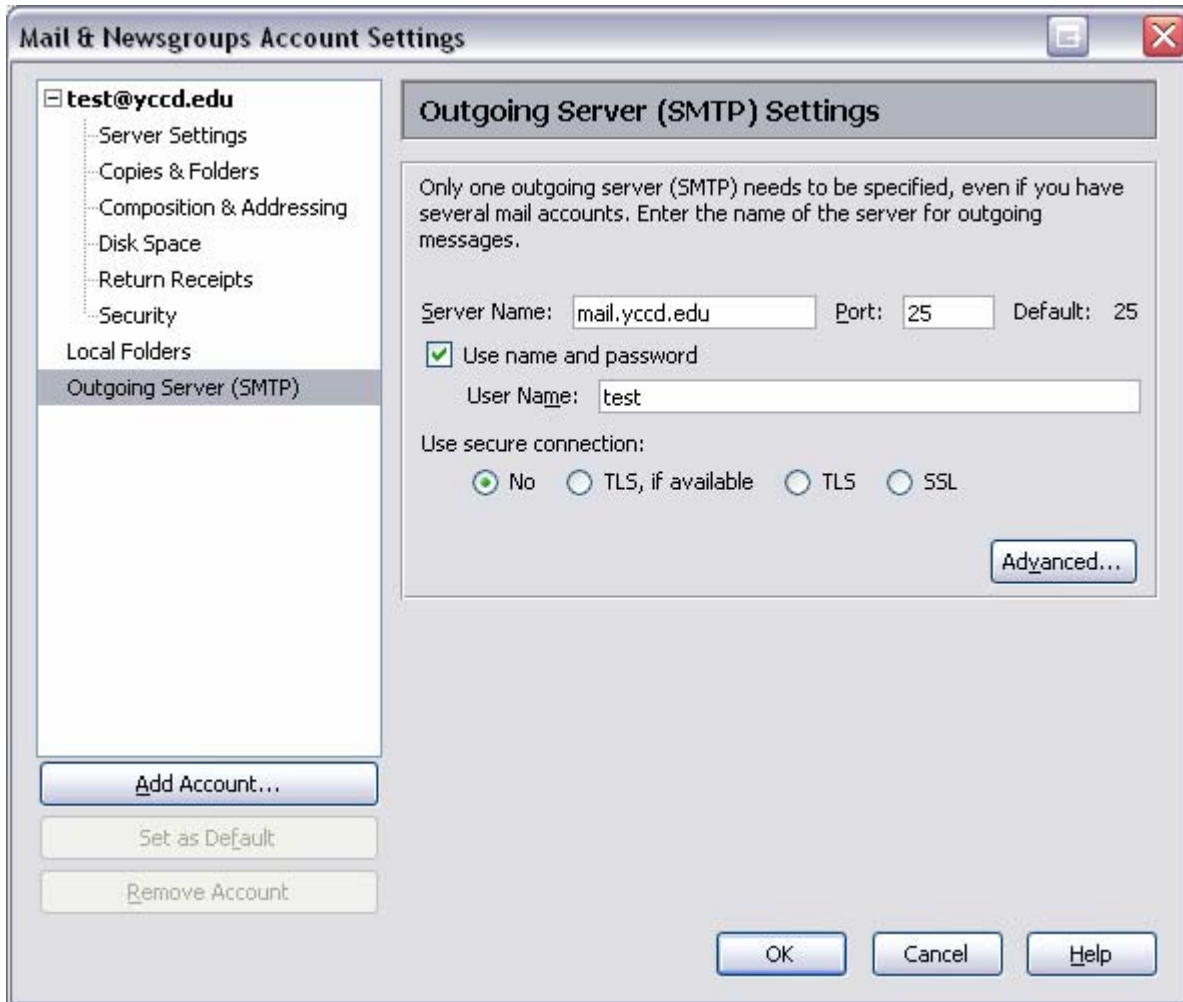 Mail & Newsgroups Account Settings
test@yccd.edu
Server Settings
Copies & Folders
Composition & Addressing
Disk Space
Return Receipts
Security
Local Folders
Outgoing Server (SMTP)
Add Account...
Set as Default
Remove Account
Outgoing Server (SMTP) Settings
Only one outgoing server (SMTP) needs to be specified, even if you have
several mail accounts. Enter the name of the server for outgoing
messages.
Server Name: mail.yccd.edu Port: 25 Default: 25
Use name and password
User Name: test
Use secure connection:
No TLS, if available TLS SSL
Advanced...
OK Cancel Help